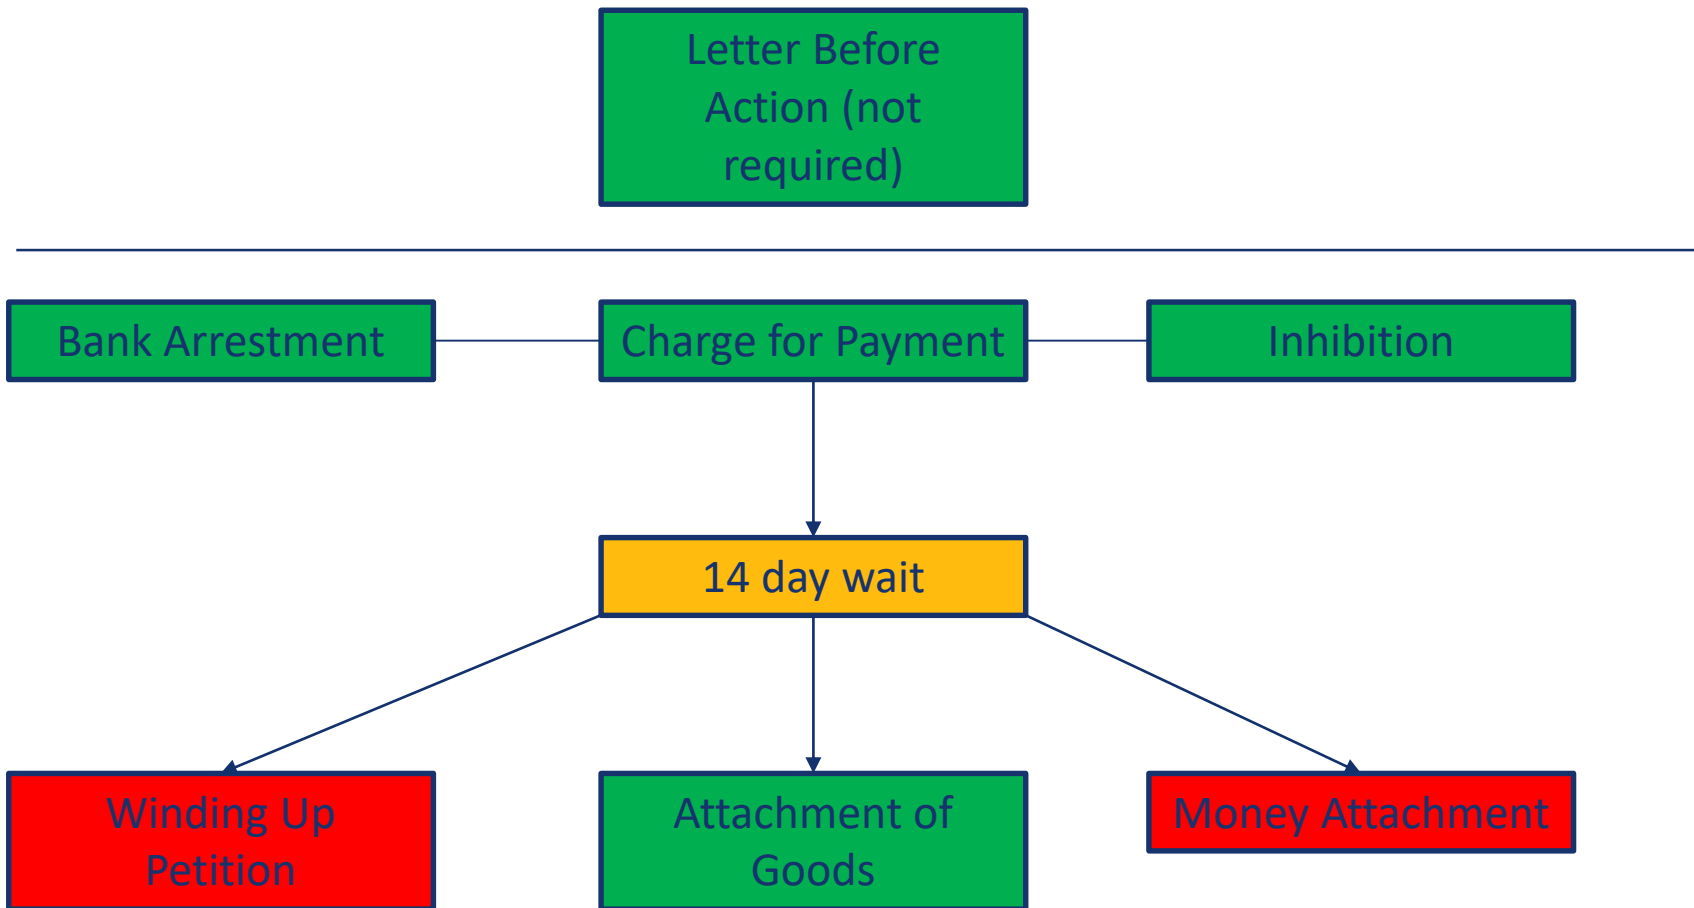 Letter Before
Action (not
required)
Bank Arrestment
Charge for Payment
Inhibition
14 day wait
Winding Up
Petition
Attachment of
Goods
Money Attachment